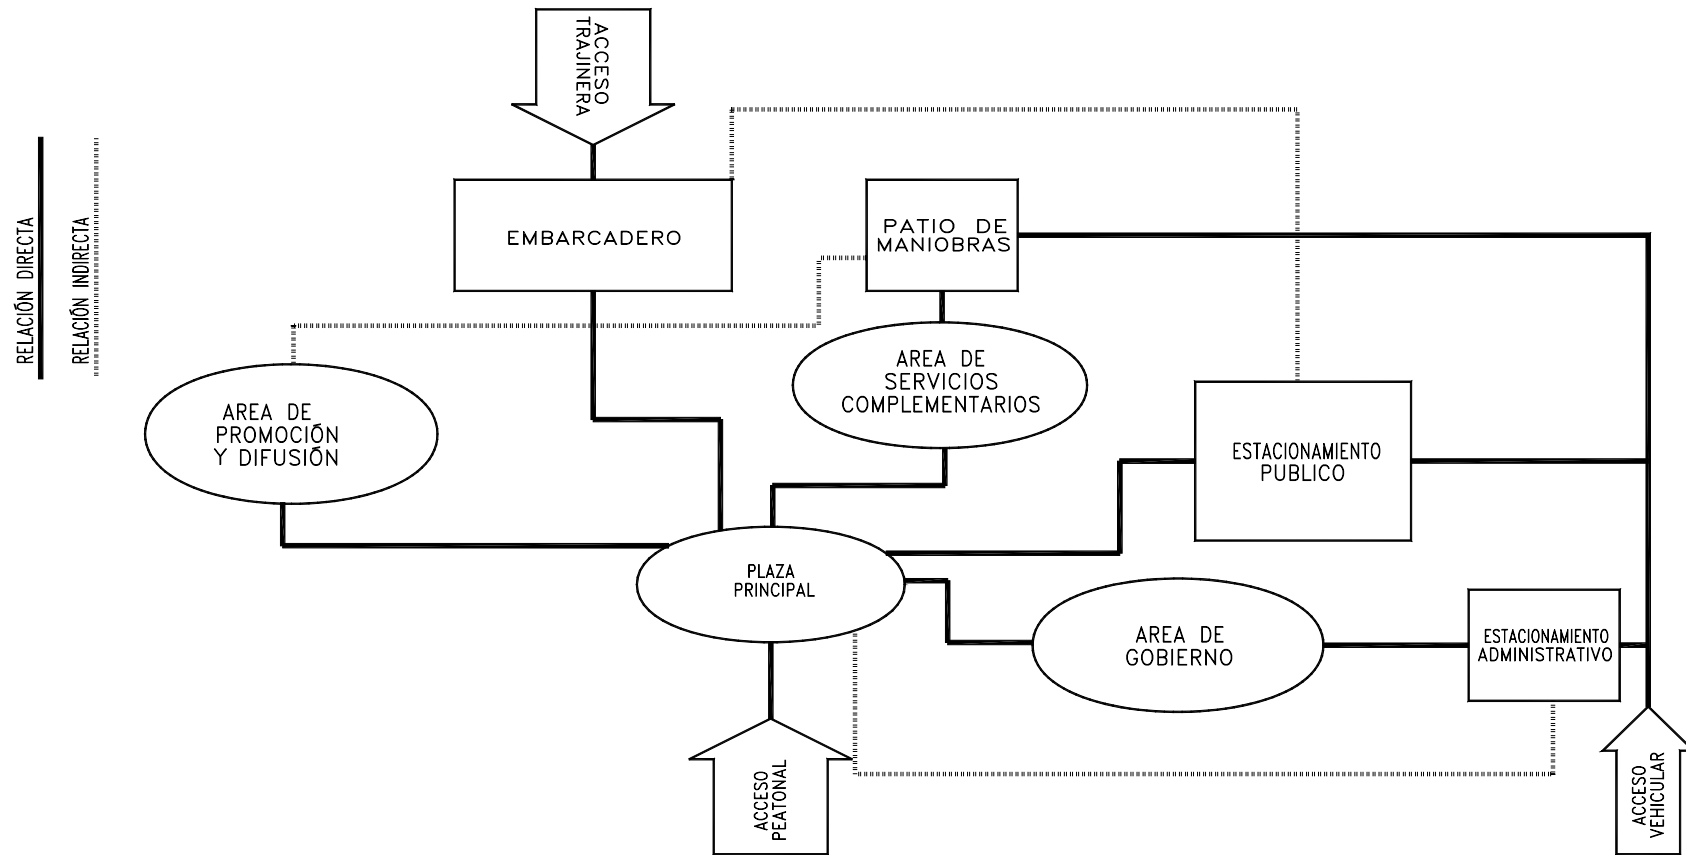 ACCESO
TRAJINERA
RELACIÓN DIRECTA
RELACIÓN INDIRECTA
EMBARCADERO
PATIO DE
MANIOBRAS
AREA DE
SERVICIOS
COMPLEMENTARIOS
AREA DE
PROMOCIÓN
Y DIFUSIÓN
ESTACIONAMIENTO
PUBLICO
PLAZA
PRINCIPAL
AREA DE
GOBIERNO
ESTACIONAMIENTO
ADMINISTRATIVO
ACCESO
PEATONAL
ACCESO
VEHICULAR